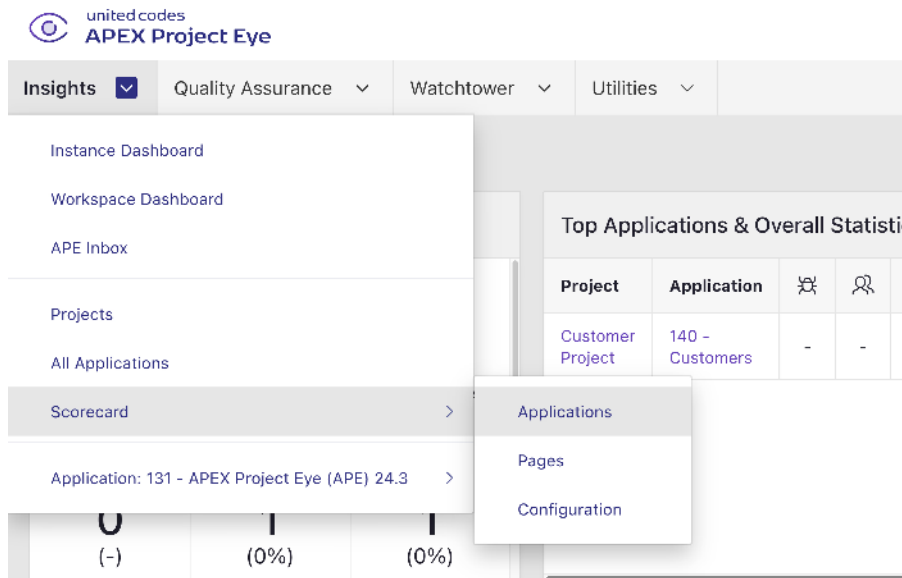 united codes
APEX Project Eye
Insights
Quality Assurance
Watchtower
Utilities
Instance Dashboard
Workspace Dashboard
APE Inbox
Projects
All Applications
Scorecard
Application: 131 - APEX Project Eye (APE) 24.3
Applications
Pages
Configuration
Top Applications & Overall Statisti
Project
Application
Customer
Project
140 -
Customers
-
-
0
1
1
(-)
(0%)
(0%)